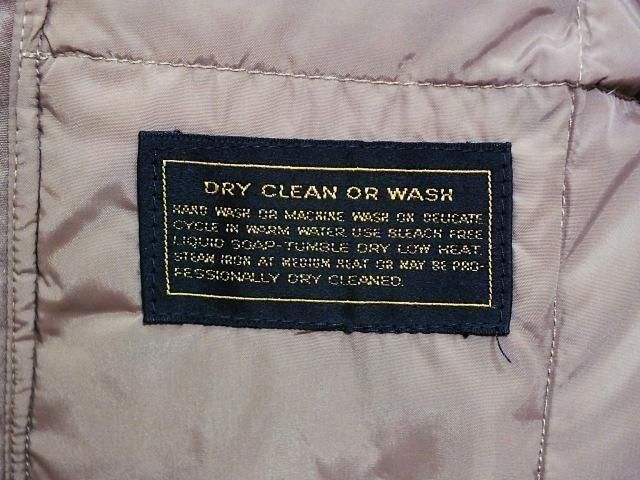 DRY CLEAN OR WASH
HAND WASH OR MACHINE WASH ON DELICATE
CYCLE IN WARM WATER. USE BLEACH FREE
LIQUID SOAP-TUMBLE DRY LOW HEAT.
STEAM IRON AT MEDIUM HEAT OR MAY BE PRO-
FESSIONALLY DRY CLEANED.